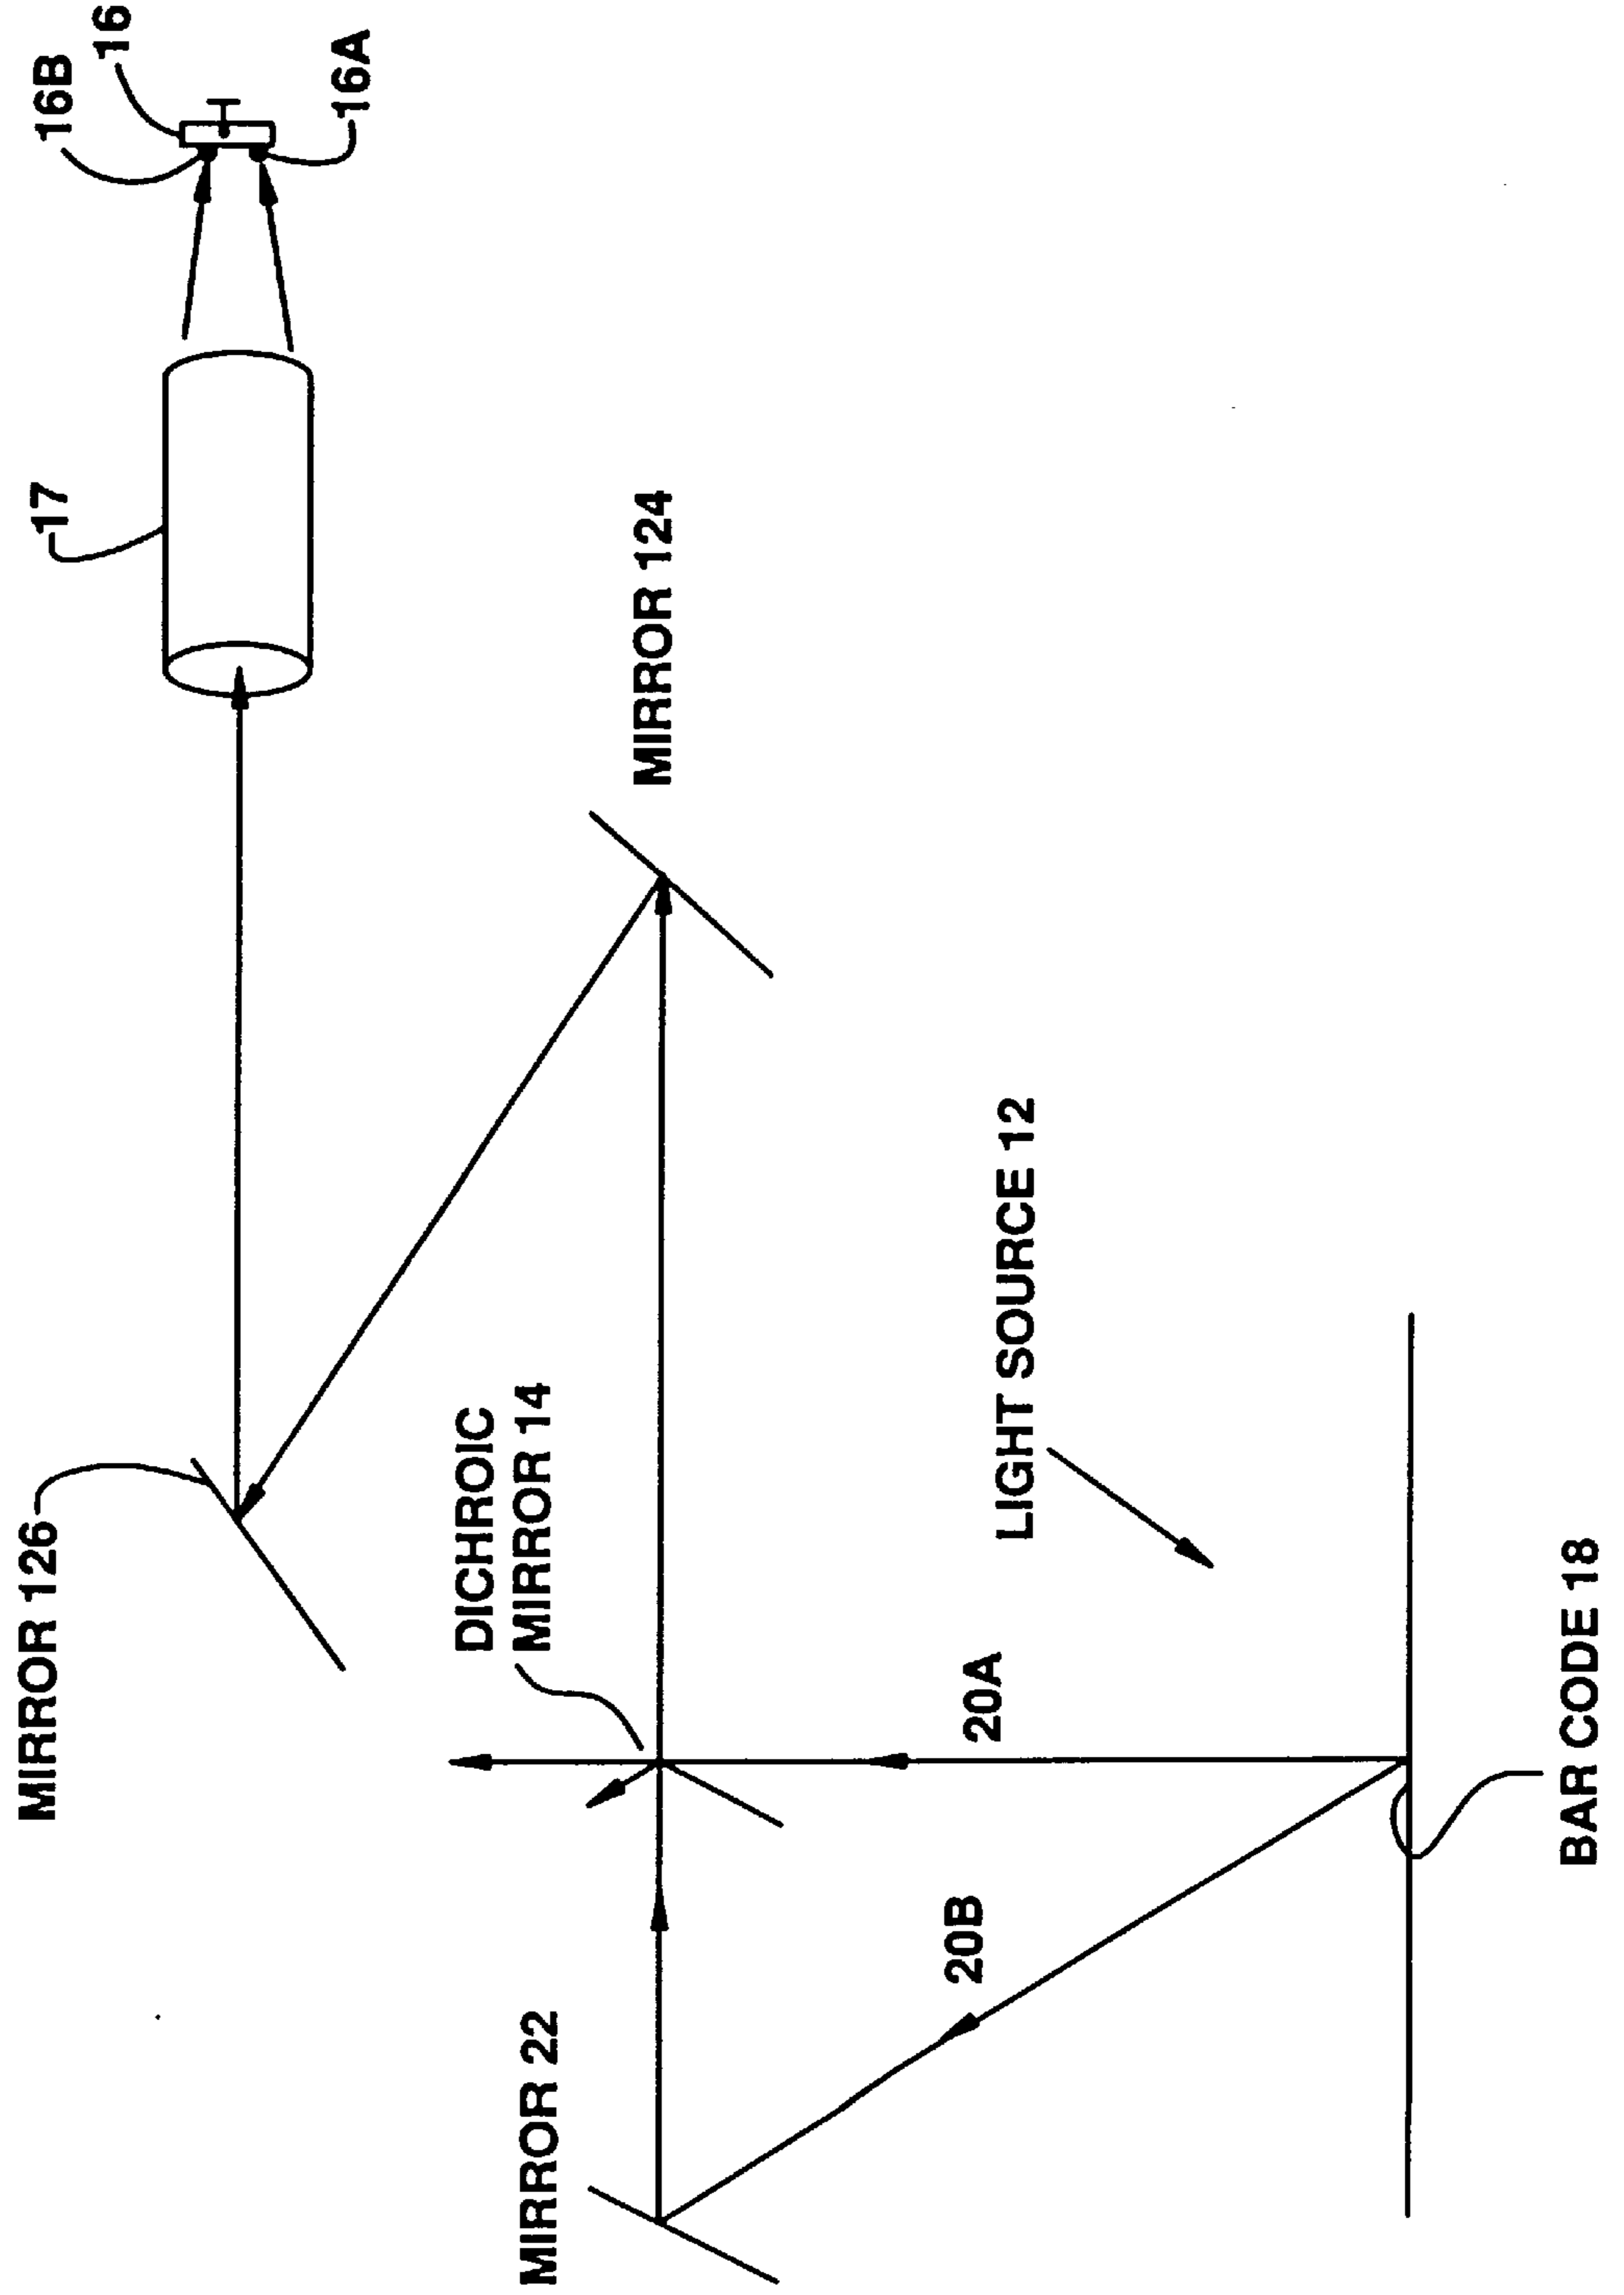 16B
16
16A
17
MIRROR 124
MIRROR 126
DICHROIC
MIRROR 14
LIGHT SOURCE 12
20A
20B
MIRROR 22
BAR CODE 18